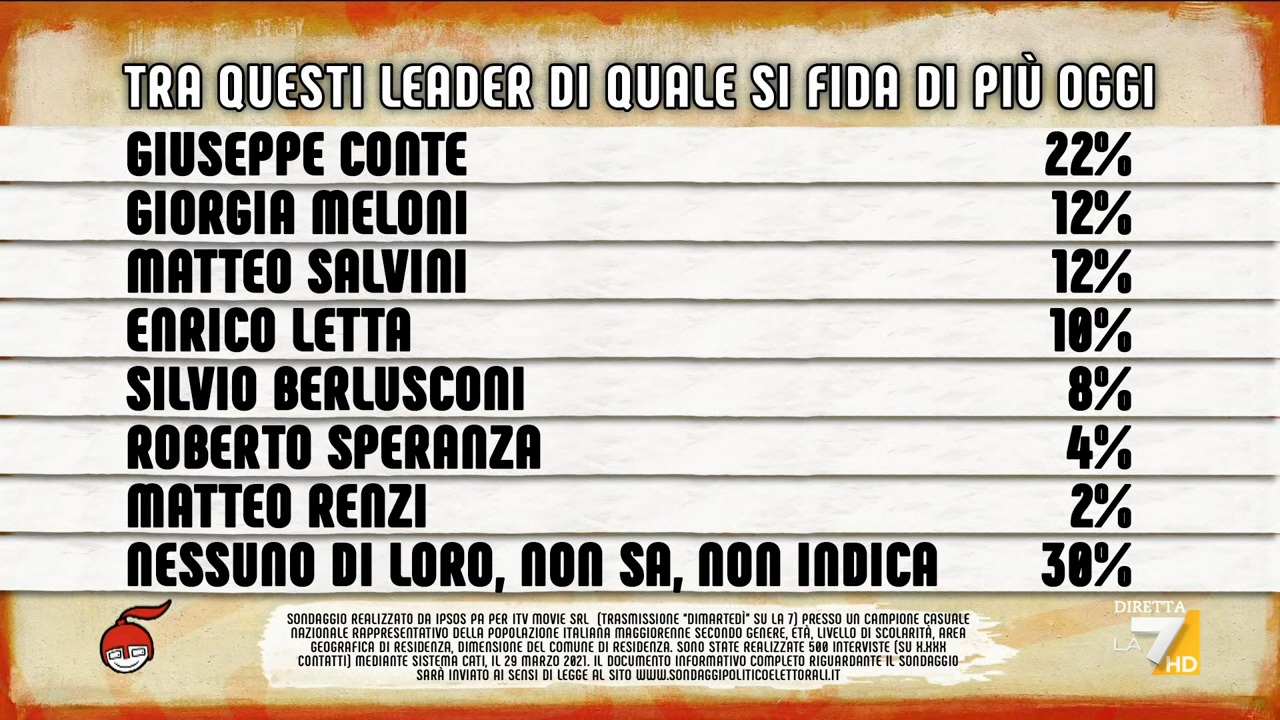 TRA QUESTI LEADER DI QUALE SI FIDA DI PIÙ OGGI
GIUSEPPE CONTE 22%
GIORGIA MELONI 12%
MATTEO SALVINI 12%
ENRICO LETTA 10%
SILVIO BERLUSCONI 8%
ROBERTO SPERANZA 4%
MATTEO RENZI 2%
NESSUNO DI LORO, NON SA, NON INDICA 30%
SONDAGGIO REALIZZATO DA IPSOS PA PER ITV MOVIE SRL (TRASMISSIONE "DIMARTEDÌ" SU LA 7) PRESSO UN CAMPIONE CASUALE
NAZIONALE RAPPRESENTATIVO DELLA POPOLAZIONE ITALIANA MAGGIORENNE SECONDO GENERE, ETÀ, LIVELLO DI SCOLARITÀ, AREA
GEOGRAFICA DI RESIDENZA, DIMENSIONE DEL COMUNE DI RESIDENZA. SONO STATE REALIZZATE 500 INTERVISTE (SU X.XXX
CONTATTI) MEDIANTE SISTEMA CATI, IL 29 MARZO 2021. IL DOCUMENTO INFORMATIVO COMPLETO RIGUARDANTE IL SONDAGGIO
SARÀ INVIATO AI SENSI DI LEGGE AL SITO WWW.SONDAGGIPOLITICOELETTORALI.IT
DIRETTA
LA 7 HD